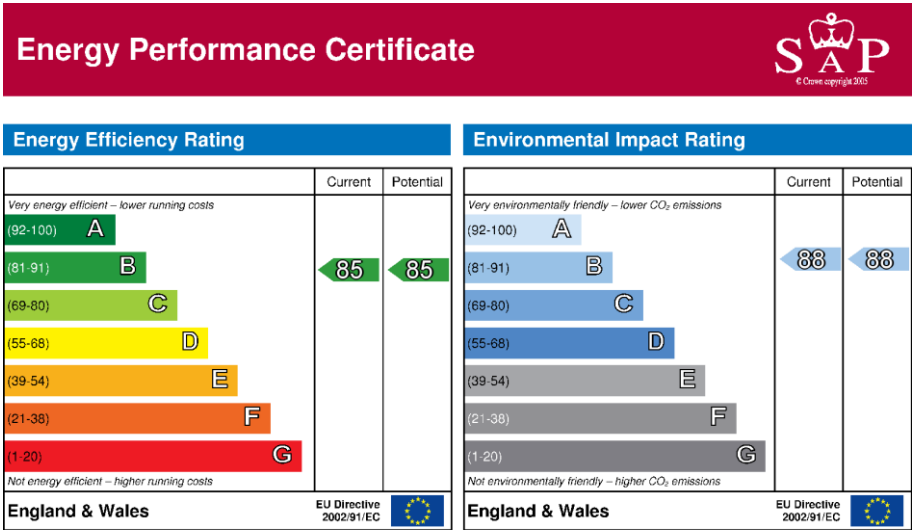 Energy Performance Certificate
SAP
© Crown copyright 2005
Energy Efficiency Rating
Current Potential
Very energy efficient – lower running costs
(92-100) A
(81-91) B
85 85
(69-80) C
(55-68) D
(39-54) E
(21-38) F
(1-20) G
Not energy efficient – higher running costs
England & Wales
EU Directive
2002/91/EC
Environmental Impact Rating
Current Potential
Very environmentally friendly – lower CO₂ emissions
(92-100) A
(81-91) B
88 88
(69-80) C
(55-68) D
(39-54) E
(21-38) F
(1-20) G
Not environmentally friendly – higher CO₂ emissions
England & Wales
EU Directive
2002/91/EC